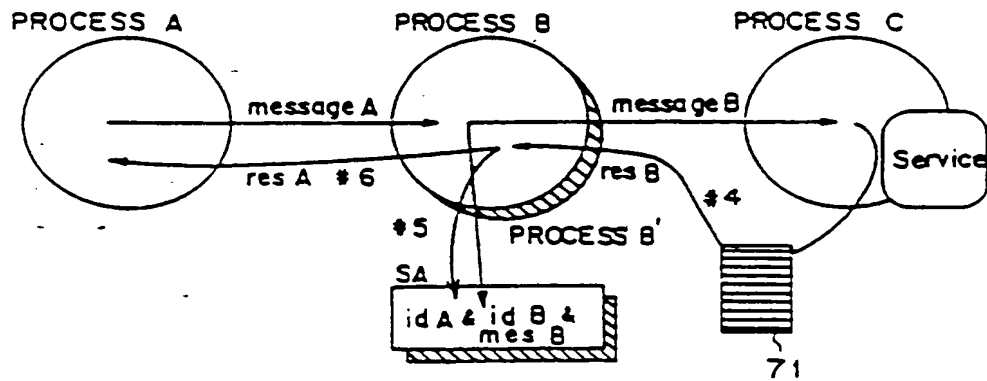 PROCESS A
PROCESS B
PROCESS C
message A
message B
Service
res A #6
res B
#4
#5
PROCESS B'
SA
id A & id B &
mes B
71